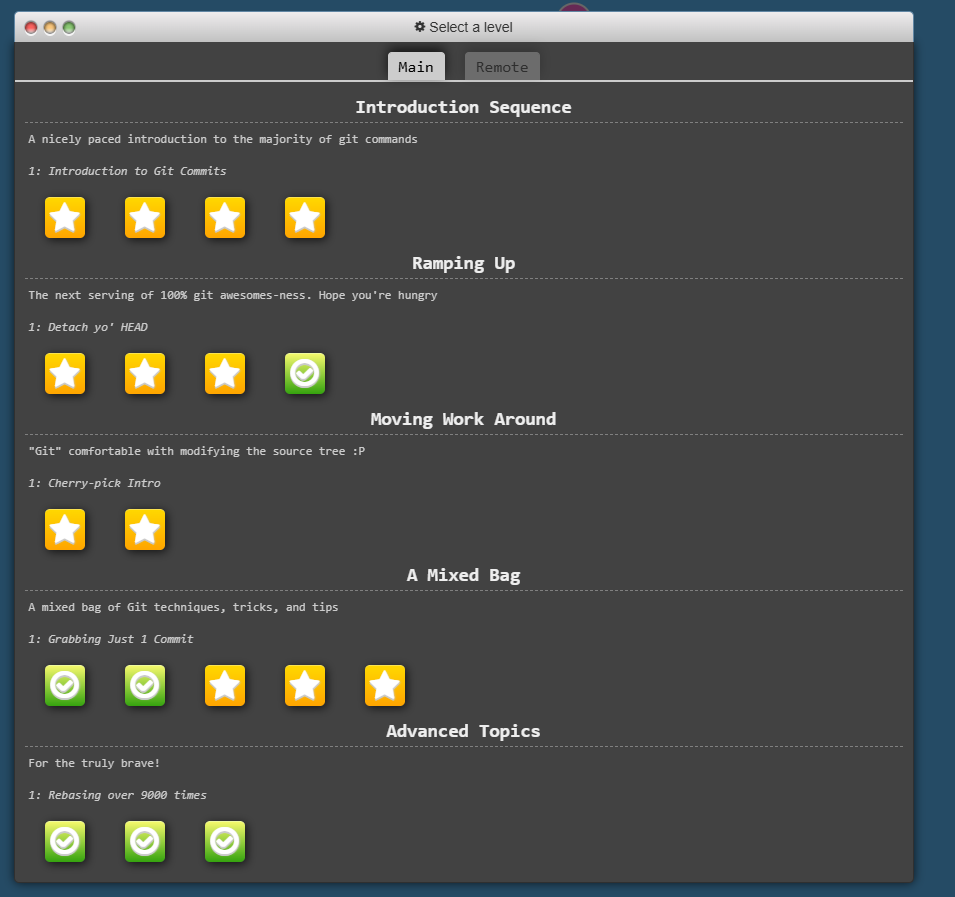 Select a level
Main
Remote
Introduction Sequence
A nicely paced introduction to the majority of git commands
1: Introduction to Git Commits
Ramping Up
The next serving of 100% git awesomes-ness. Hope you're hungry
1: Detach yo' HEAD
Moving Work Around
"Git" comfortable with modifying the source tree :P
1: Cherry-pick Intro
A Mixed Bag
A mixed bag of Git techniques, tricks, and tips
1: Grabbing Just 1 Commit
Advanced Topics
For the truly brave!
1: Rebasing over 9000 times